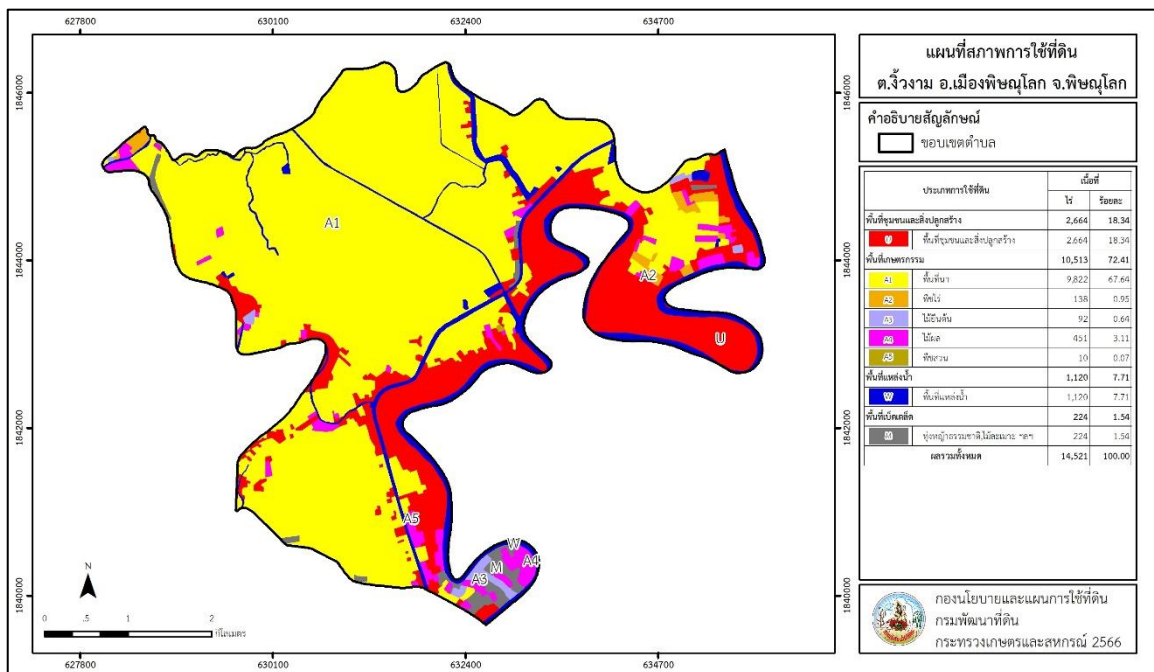 627800 630100 632400 634700
1846000
1844000
1842000
1840000
1846000
1844000
1842000
1840000
A1
A2
U
A5
W
A4
M
A3
N
0 .5 1 2
กิโลเมตร
627800 630100 632400 634700
แผนที่สภาพการใช้ที่ดิน
ต.งิ้วงาม อ.เมืองพิษณุโลก จ.พิษณุโลก
คำอธิบายสัญลักษณ์
ขอบเขตตำบล
ประเภทการใช้ที่ดิน เนื้อที่
ไร่ ร้อยละ
พื้นที่ชุมชนและสิ่งปลูกสร้าง 2,664 18.34
U พื้นที่ชุมชนและสิ่งปลูกสร้าง 2,664 18.34
พื้นที่เกษตรกรรม 10,513 72.41
A1 พื้นที่นา 9,822 67.64
A2 พืชไร่ 138 0.95
A3 ไม้ยืนต้น 92 0.64
A4 ไม้ผล 451 3.11
A5 พืชสวน 10 0.07
พื้นที่แหล่งน้ำ 1,120 7.71
W พื้นที่แหล่งน้ำ 1,120 7.71
พื้นที่เบ็ดเตล็ด 224 1.54
M ทุ่งหญ้าธรรมชาติ,ไม้ละเมาะ ฯลฯ 224 1.54
ผลรวมทั้งหมด 14,521 100.00
กองนโยบายและแผนการใช้ที่ดิน
กรมพัฒนาที่ดิน
กระทรวงเกษตรและสหกรณ์ 2566